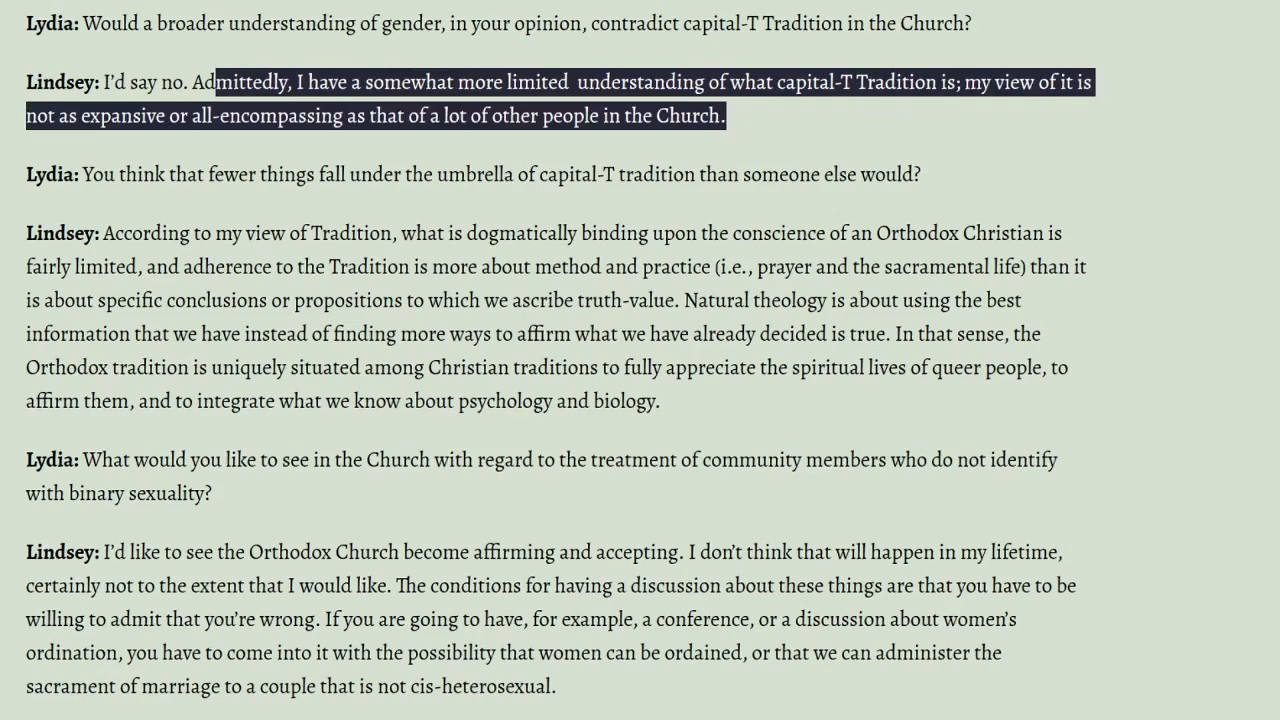 Lydia: Would a broader understanding of gender, in your opinion, contradict capital-T Tradition in the Church?
Lindsey: I’d say no. Admittedly, I have a somewhat more limited understanding of what capital-T Tradition is; my view of it is
not as expansive or all-encompassing as that of a lot of other people in the Church.
Lydia: You think that fewer things fall under the umbrella of capital-T tradition than someone else would?
Lindsey: According to my view of Tradition, what is dogmatically binding upon the conscience of an Orthodox Christian is
fairly limited, and adherence to the Tradition is more about method and practice (i.e., prayer and the sacramental life) than it
is about specific conclusions or propositions to which we ascribe truth-value. Natural theology is about using the best
information that we have instead of finding more ways to affirm what we have already decided is true. In that sense, the
Orthodox tradition is uniquely situated among Christian traditions to fully appreciate the spiritual lives of queer people, to
affirm them, and to integrate what we know about psychology and biology.
Lydia: What would you like to see in the Church with regard to the treatment of community members who do not identify
with binary sexuality?
Lindsey: I’d like to see the Orthodox Church become affirming and accepting. I don’t think that will happen in my lifetime,
certainly not to the extent that I would like. The conditions for having a discussion about these things are that you have to be
willing to admit that you’re wrong. If you are going to have, for example, a conference, or a discussion about women’s
ordination, you have to come into it with the possibility that women can be ordained, or that we can administer the
sacrament of marriage to a couple that is not cis-heterosexual.